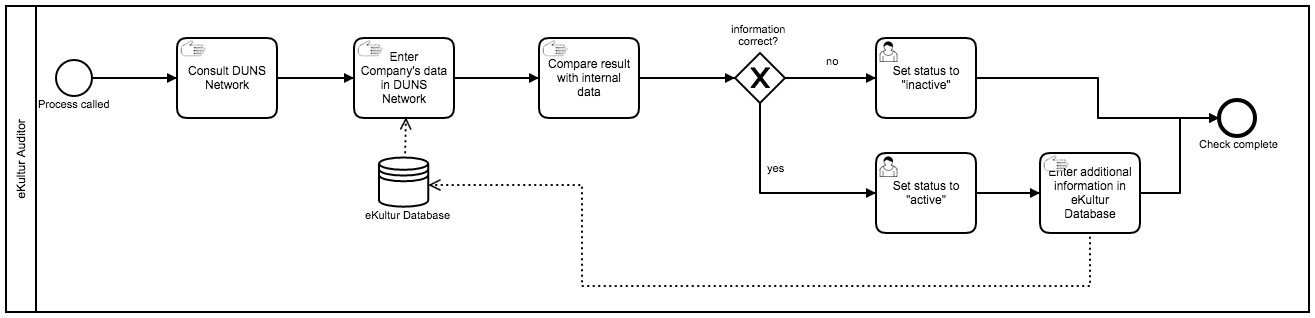 eKultur Auditor
Process called
Consult DUNS
Network
Enter
Company's data
in DUNS
Network
eKultur Database
Compare result
with internal
data
information
correct?
no
yes
Set status to
"inactive"
Set status to
"active"
Enter additional
information in
eKultur
Database
Check complete